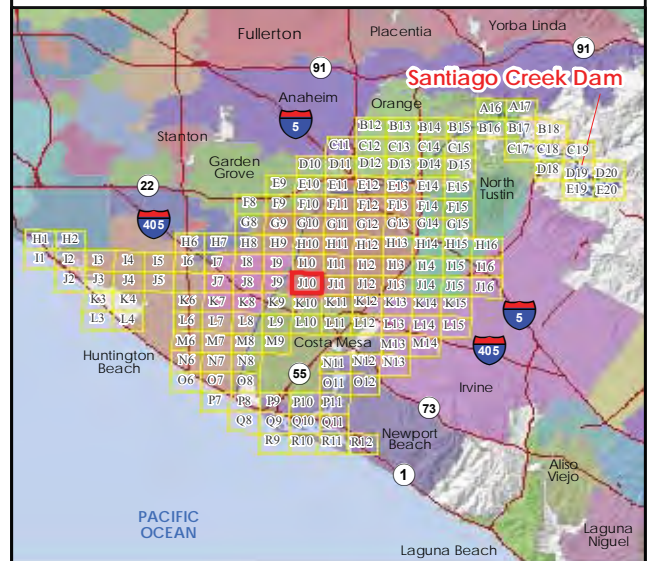 Fullerton
Placentia
Yorba Linda
91
91
Santiago Creek Dam
Anaheim
Orange
A16 A17
5
B12 B13 B14 B15 B16 B17 B18
Stanton
C11 C12 C13 C14 C15 C17 C18 C19
Garden
Grove
D10 D11 D12 D13 D14 D15 D18 D19 D20
22
E9 E10 E11 E12 E13 E14 E15 E19 E20
North
Tustin
F8 F9 F10 F11 F12 F13 F14 F15
405
G8 G9 G10 G11 G12 G13 G14 G15
H1 H2 H6 H7 H8 H9 H10 H11 H12 H13 H14 H15 H16
I1 I2 I3 I4 I5 I6 I7 I8 I9 I10 I11 I12 I13 I14 I15 I16
J2 J3 J4 J5 J7 J8 J9 J10 J11 J12 J13 J14 J15 J16
K3 K4 K6 K7 K8 K9 K10 K11 K12 K13 K14 K15
5
L3 L4 L6 L7 L8 L9 L10 L11 L12 L13 L14 L15
M6 M7 M8 M9 Costa Mesa M13 M14
405
Huntington
Beach
N6 N7 N8 N11 N12 N13
55
O6 O7 O8 O11 O12
Irvine
P7 P8 P9 P10 P11
73
Q8 Q9 Q10 Q11
Newport
Beach
R9 R10 R11 R12
1
Aliso
Viejo
PACIFIC
OCEAN
Laguna
Niguel
Laguna Beach